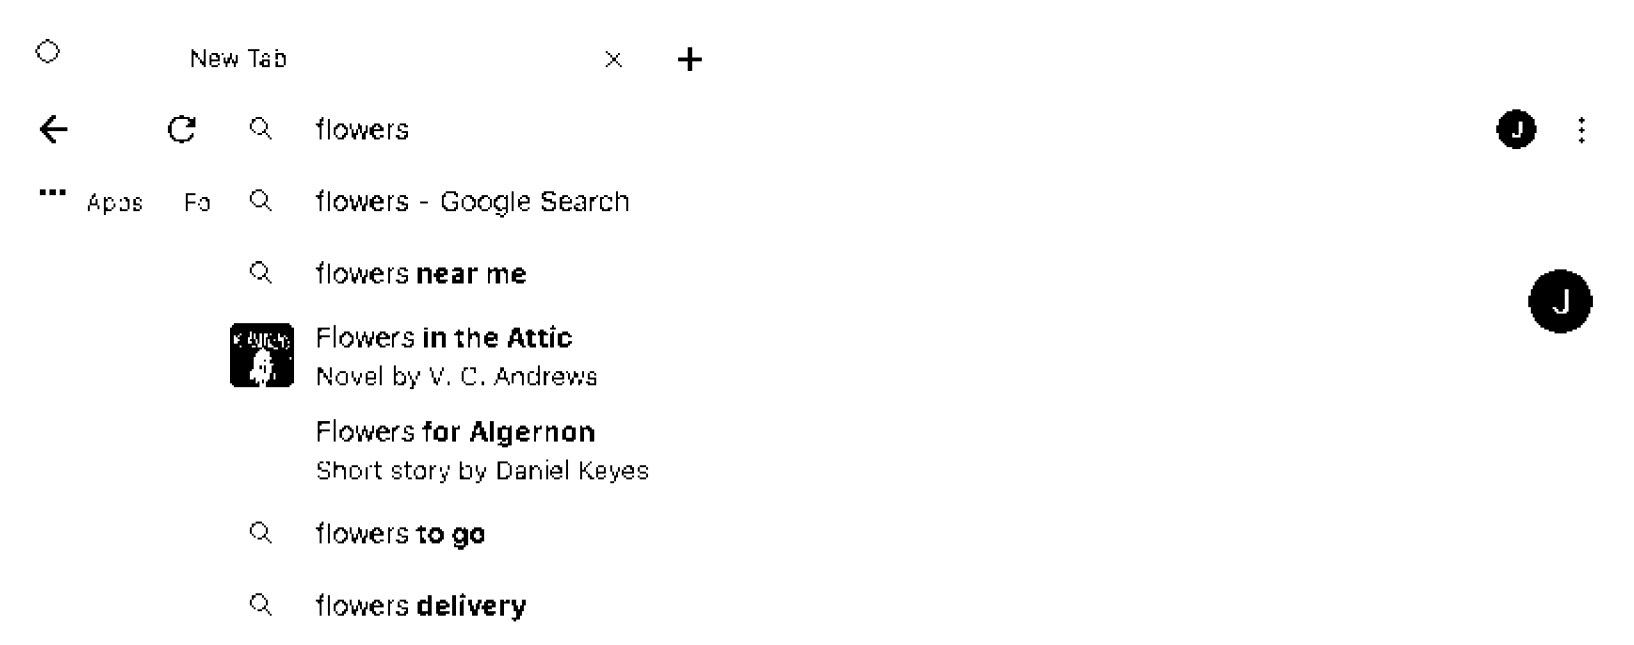 New Tab
flowers
J
Apps Fo
flowers - Google Search
flowers near me
J
Flowers in the Attic
Novel by V. C. Andrews
Flowers for Algernon
Short story by Daniel Keyes
flowers to go
flowers delivery